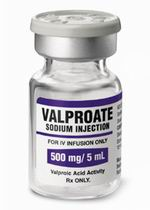 VALPROATE
SODIUM INJECTION
FOR IV INFUSION ONLY
500 mg/ 5 mL
Valproic Acid Activity
Rx ONLY.